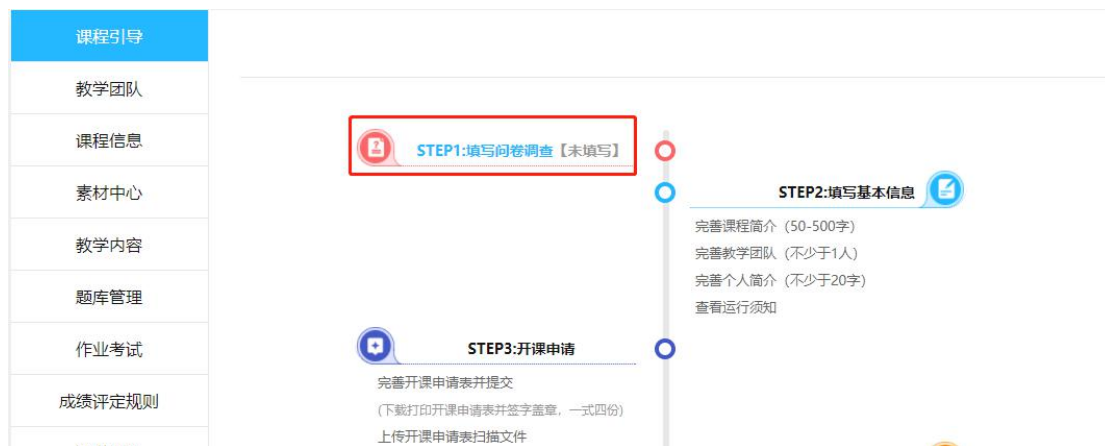 课程引导
教学团队
课程信息
素材中心
教学内容
题库管理
作业考试
成绩评定规则
STEP1:填写问卷调查【未填写】
STEP2:填写基本信息
完善课程简介（50-500字）
完善教学团队（不少于1人）
完善个人简介（不少于20字）
查看运行须知
STEP3:开课申请
完善开课申请表并提交
(下载打印开课申请表并签字盖章，一式四份)
上传开课申请表扫描文件